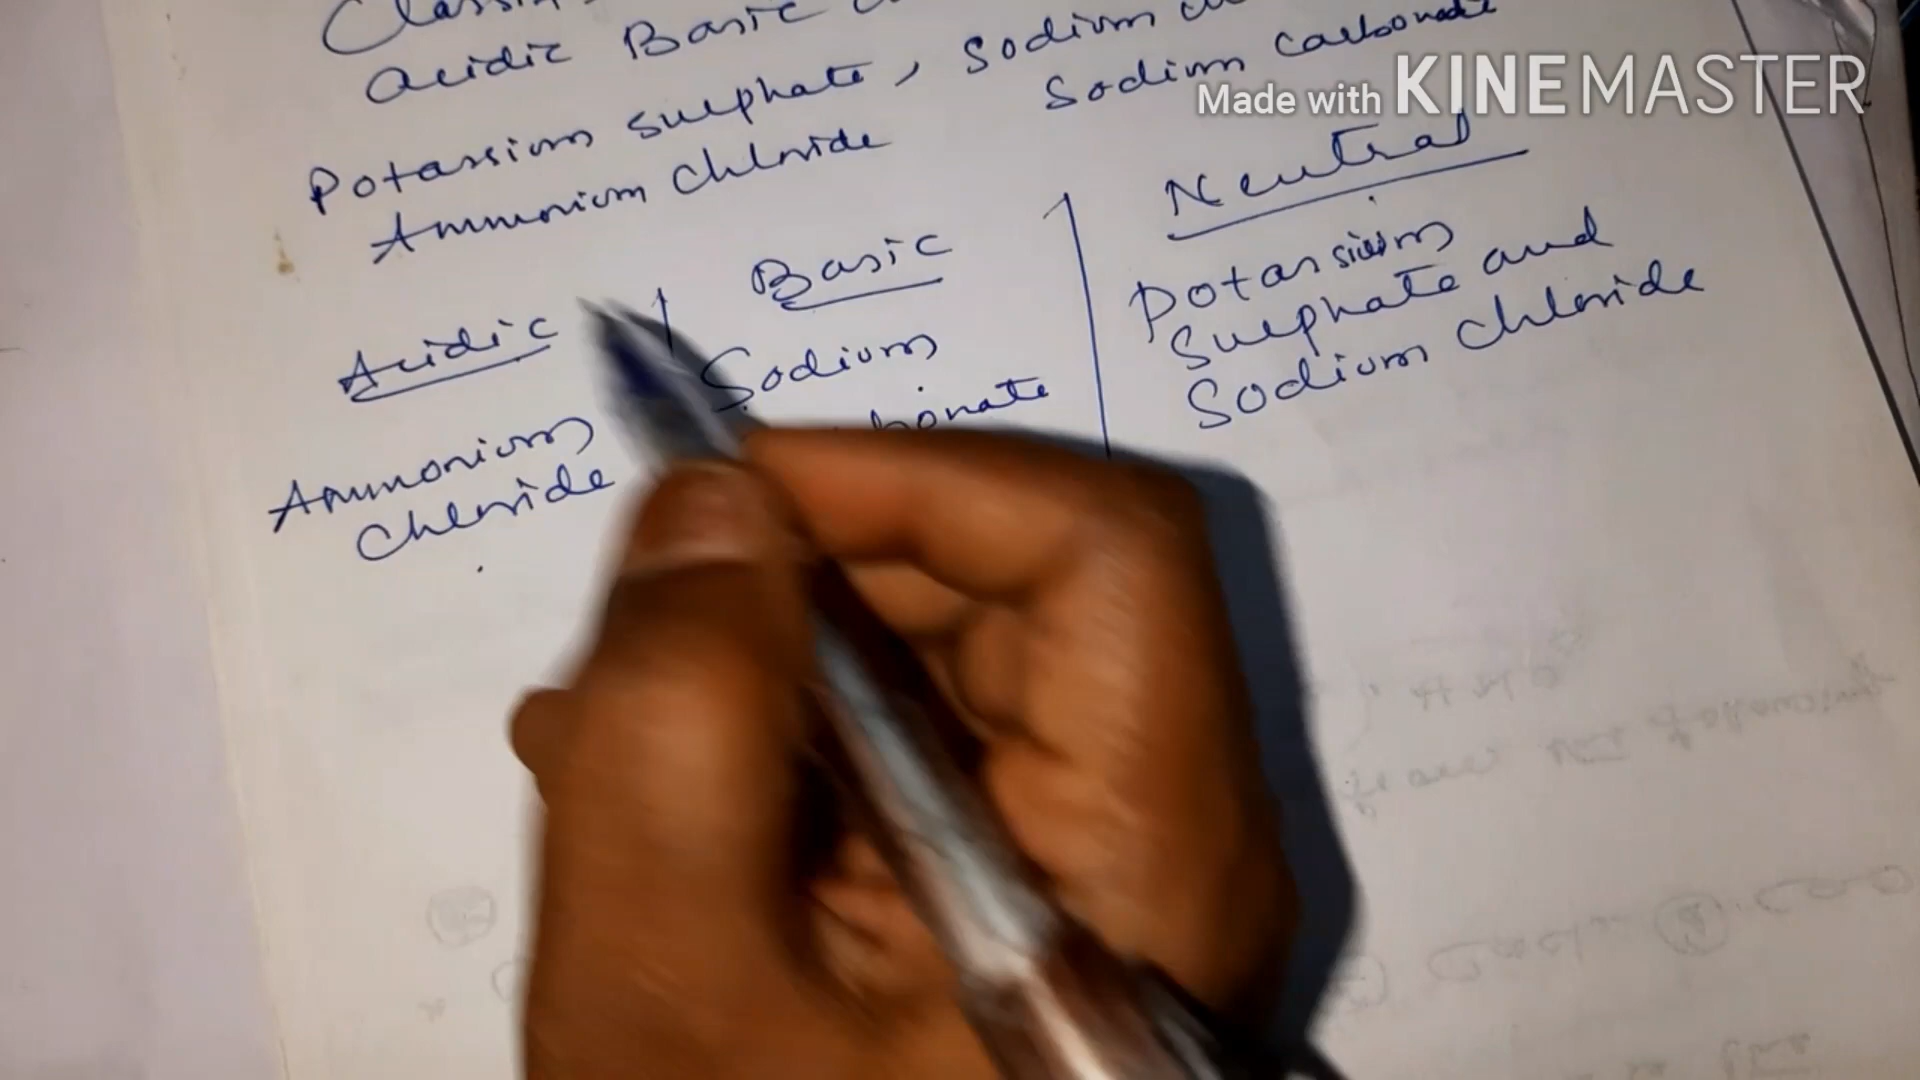 Acidic Basic
Potassium sulphate, Sodium
Sodium carbonate
Ammonium Chloride
Made with KINEMASTER
Acidic
Basic
Neutral
Ammonium
Chloride
Sodium
Potassium
Sulphate and
Sodium Chloride